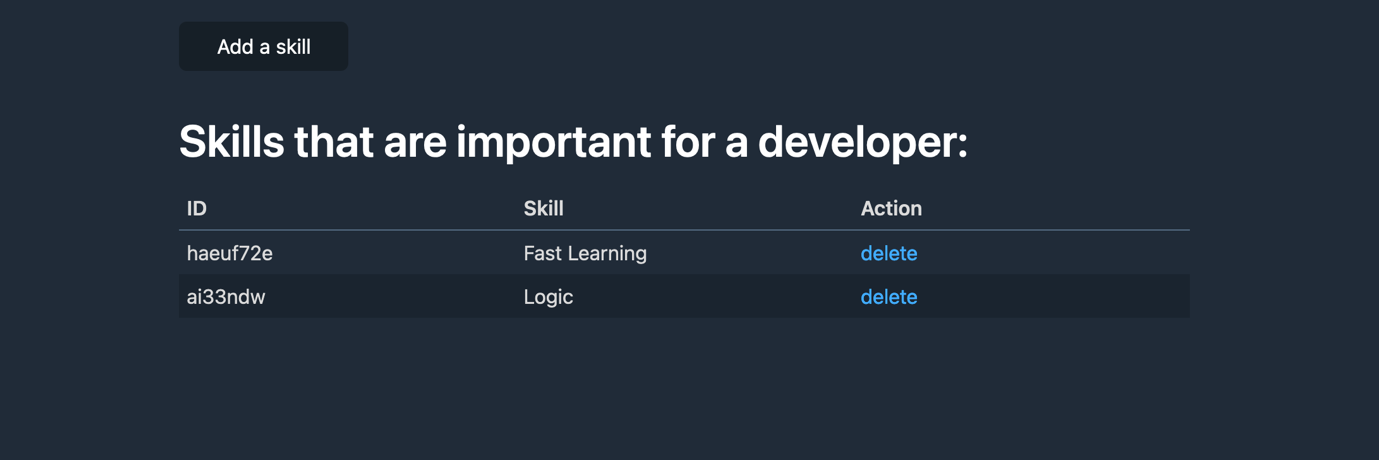 Add a skill
Skills that are important for a developer:
ID Skill Action
haeuf72e Fast Learning delete
ai33ndw Logic delete